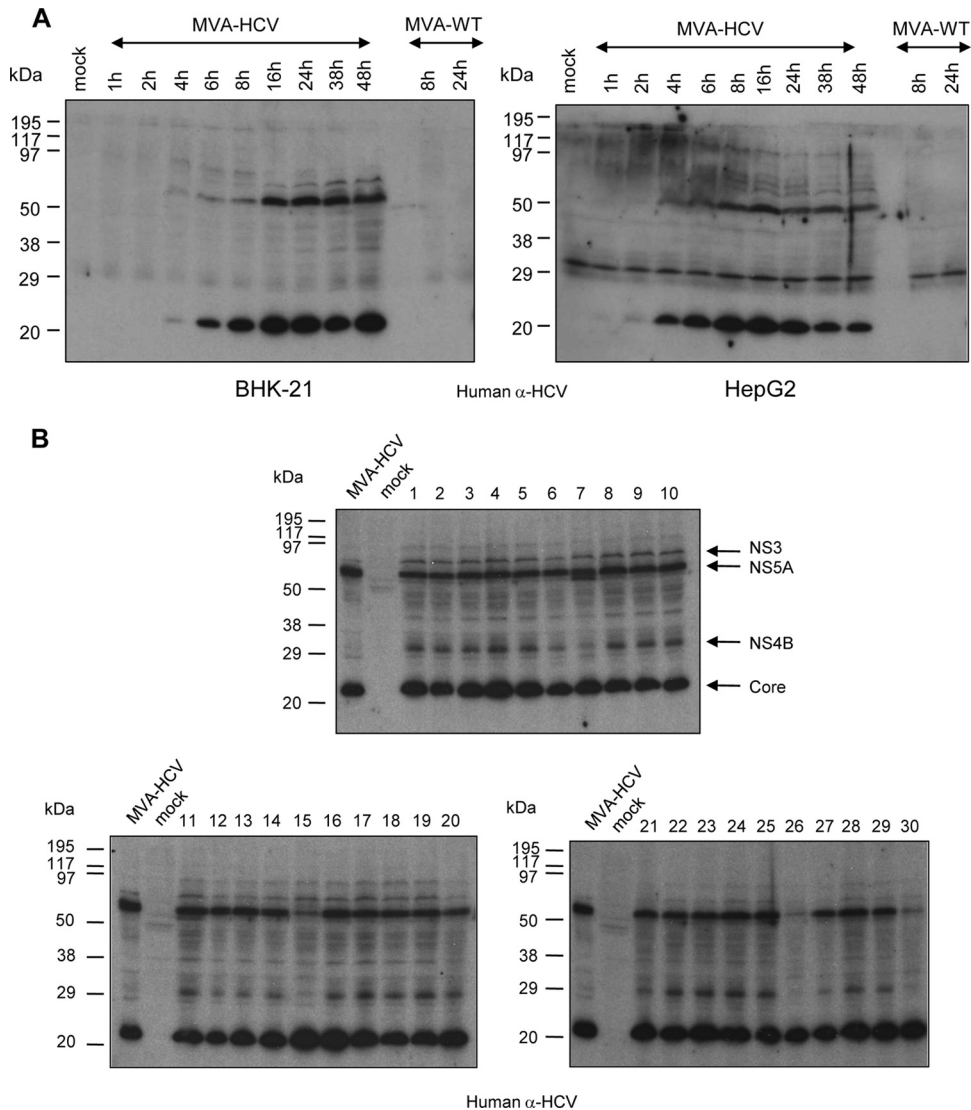 A
MVA-HCV
MVA-WT
MVA-HCV
MVA-WT
kDa
mock
1h
2h
4h
6h
8h
16h
24h
38h
48h
8h
24h
kDa
mock
1h
2h
4h
6h
8h
16h
24h
38h
48h
8h
24h
195
117
97
50
38
29
20
195
117
97
50
38
29
20
BHK-21
Human α-HCV
HepG2
B
kDa
MVA-HCV
mock
1 2 3 4 5 6 7 8 9 10
195
117
97
50
38
29
20
NS3
NS5A
NS4B
Core
kDa
MVA-HCV
mock
11 12 13 14 15 16 17 18 19 20
195
117
97
50
38
29
20
kDa
MVA-HCV
mock
21 22 23 24 25 26 27 28 29 30
195
117
97
50
38
29
20
Human α-HCV